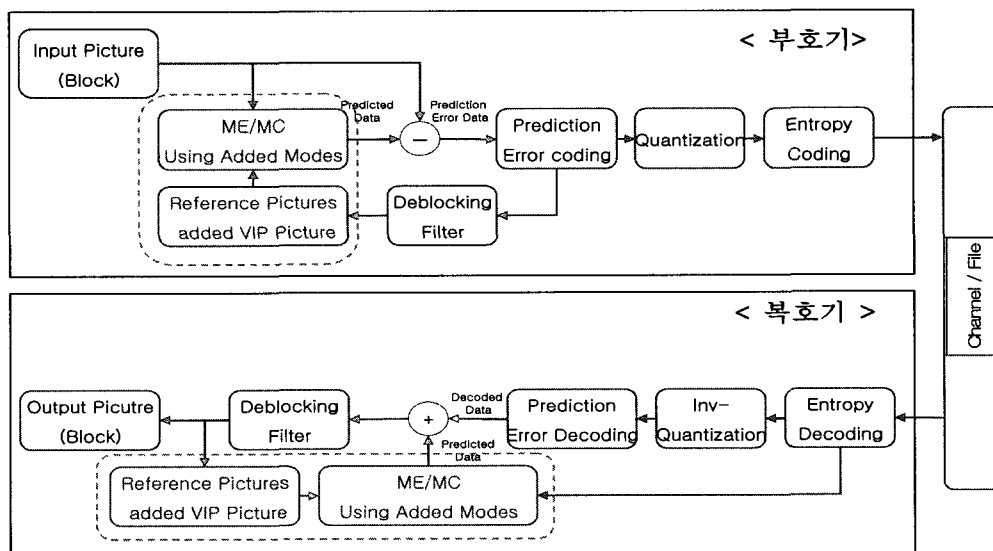 < 부호기>
Input Picture
(Block)
Predicted
Data
Prediction
Error Data
ME/MC
Using Added Modes
Prediction
Error coding
Quantization
Entropy
Coding
Reference Pictures
added VIP Picture
Deblocking
Filter
Channel / File
< 복호기 >
Output Picutre
(Block)
Deblocking
Filter
+
Decoded
Data
Predicted
Data
Prediction
Error Decoding
Inv-
Quantization
Entropy
Decoding
Reference Pictures
added VIP Picture
ME/MC
Using Added Modes